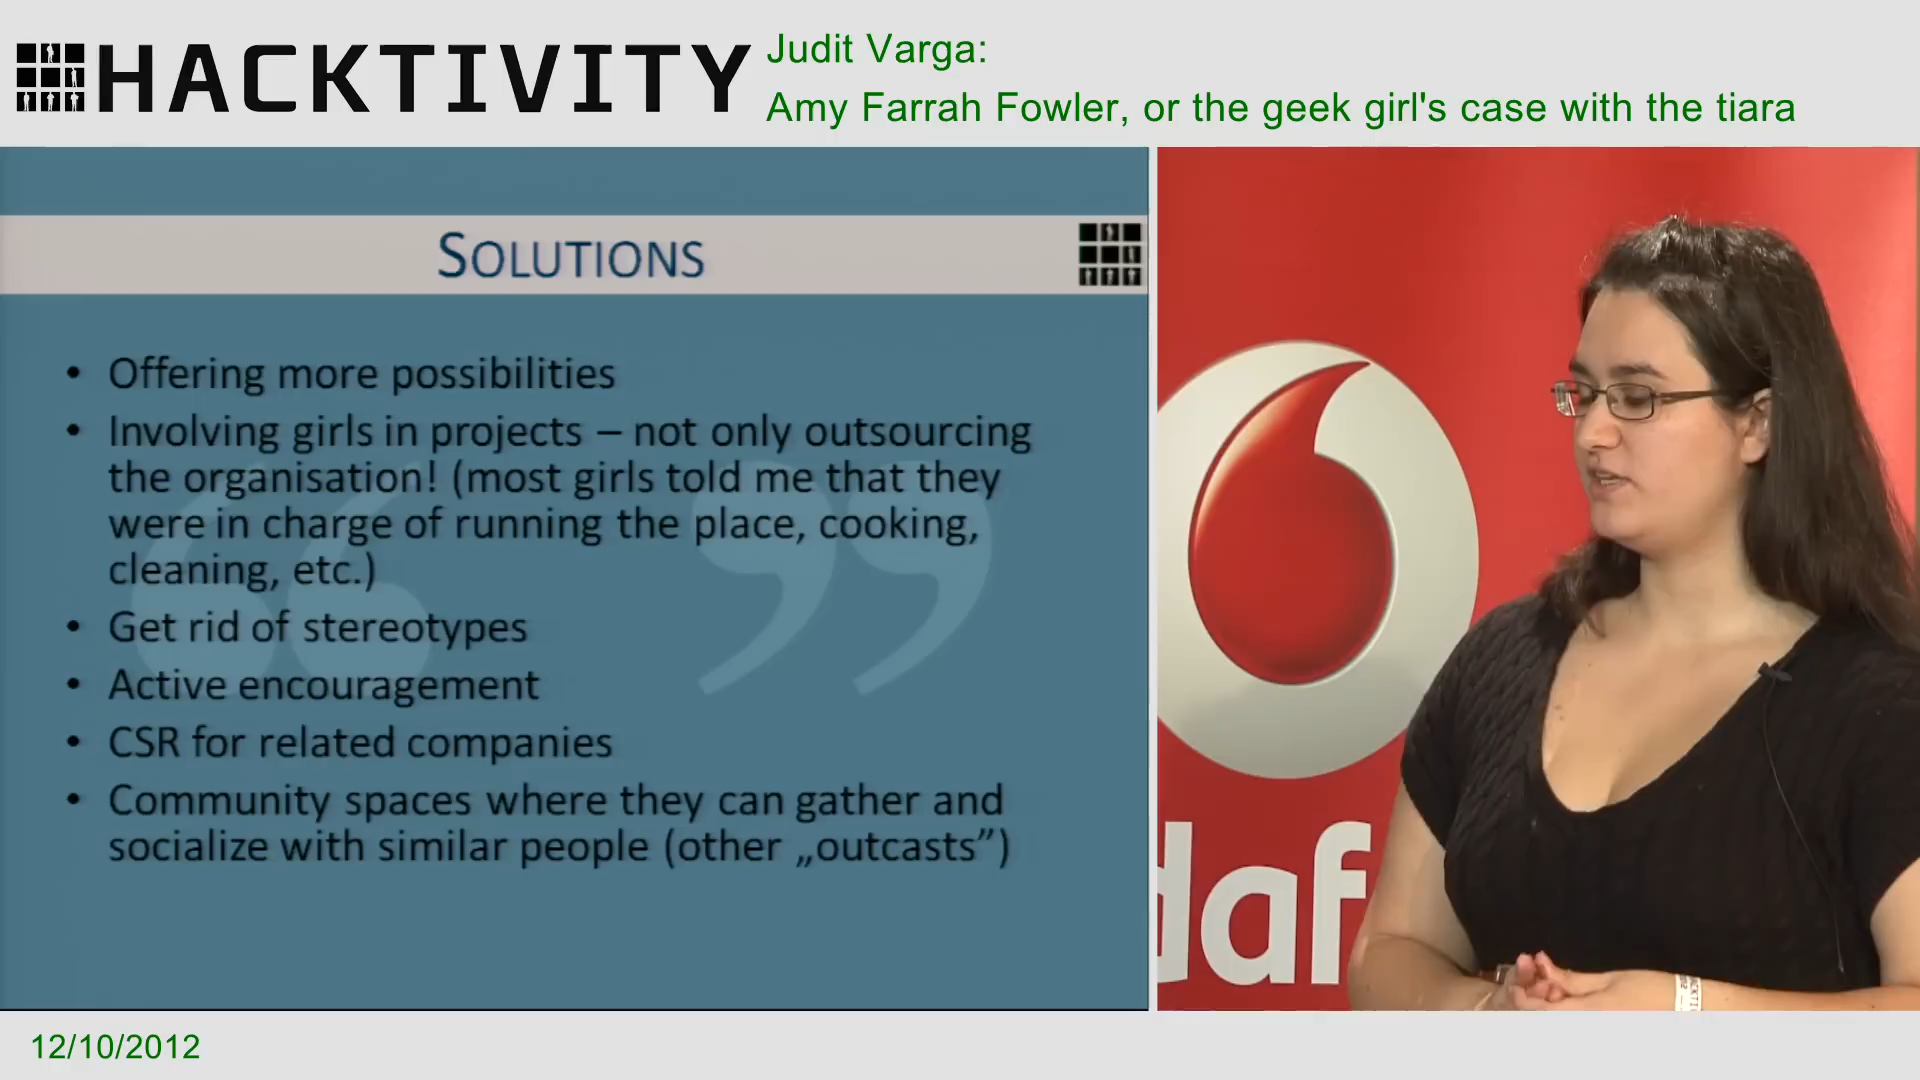 HACKTIVITY
Judit Varga:
Amy Farrah Fowler, or the geek girl's case with the tiara
SOLUTIONS
• Offering more possibilities
• Involving girls in projects – not only outsourcing
the organisation! (most girls told me that they
were in charge of running the place, cooking,
cleaning, etc.)
• Get rid of stereotypes
• Active encouragement
• CSR for related companies
• Community spaces where they can gather and
socialize with similar people (other „outcasts”)
daf
12/10/2012